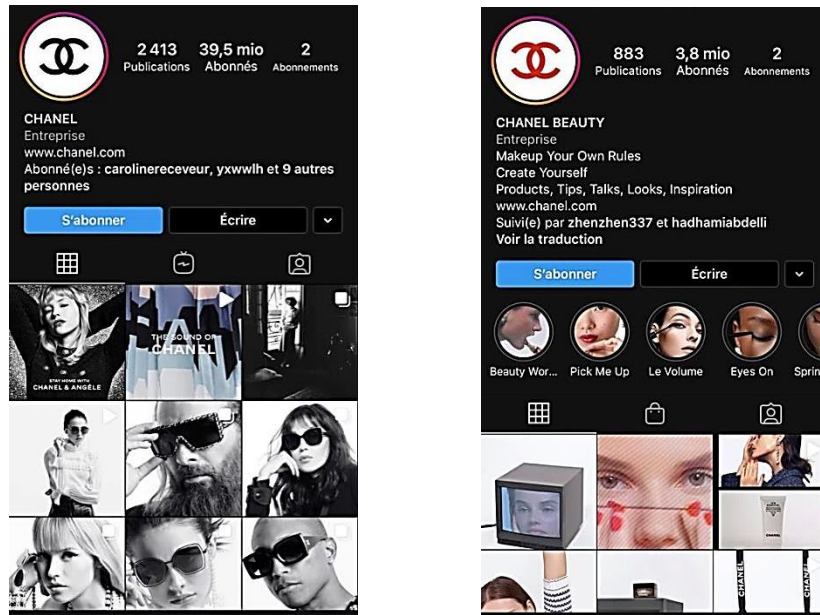 2 413 39,5 mio 2
Publications Abonnés Abonnements
CHANEL
Entreprise
www.chanel.com
Abonné(e)s : carolinereceveur, yxwwlh et 9 autres
personnes
S'abonner Écrire
THE SOUND OF
CHANEL
STAY HOME WITH
CHANEL & ANGÈLE
883 3,8 mio 2
Publications Abonnés Abonnements
CHANEL BEAUTY
Entreprise
Makeup Your Own Rules
Create Yourself
Products, Tips, Talks, Looks, Inspiration
www.chanel.com
Suivi(e) par zhenzhen337 et hadhamiabdelli
Voir la traduction
S'abonner Écrire
Beauty Wor... Pick Me Up Le Volume Eyes On Sprin
CHANEL
CHANEL
CHANEL